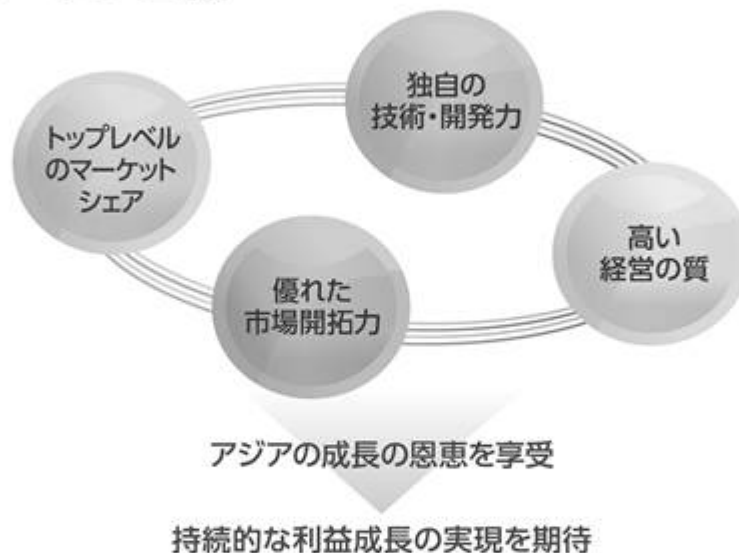 トップレベル
のマーケット
シェア
独自の
技術・開発力
高い
経営の質
優れた
市場開拓力
アジアの成長の恩恵を享受
持続的な利益成長の実現を期待